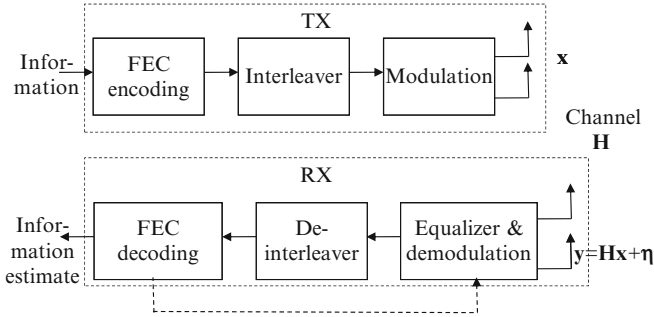 TX
Infor-
mation
FEC
encoding
Interleaver
Modulation
x
Channel
H
RX
Infor-
mation
estimate
FEC
decoding
De-
interleaver
Equalizer &
demodulation
y=Hx+η